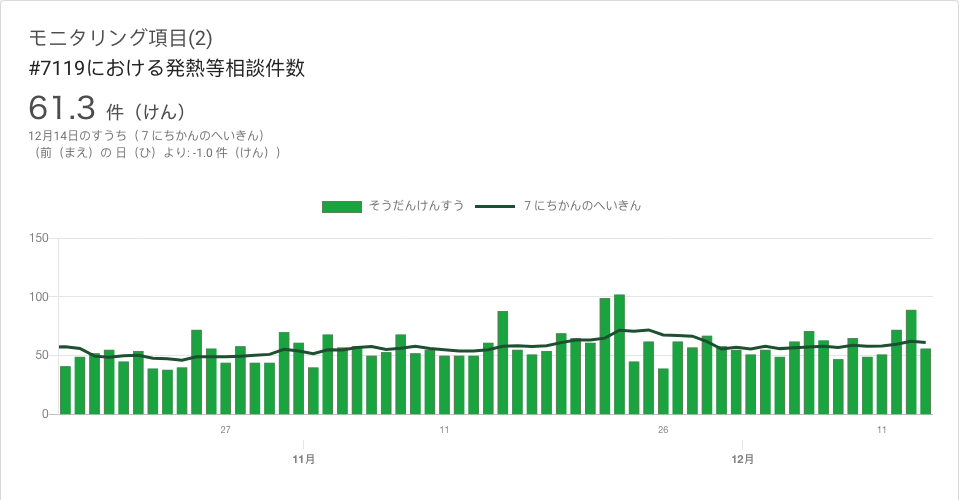 モニタリング項目(2)
#7119における発熱等相談件数
61.3 件（けん）
12月14日のすうち（７にちかんのへいきん）
（前（まえ）の 日（ひ）より: -1.0 件（けん））
そうだんけんすう ７にちかんのへいきん
150
100
50
0
27 11 26 11
11月 12月